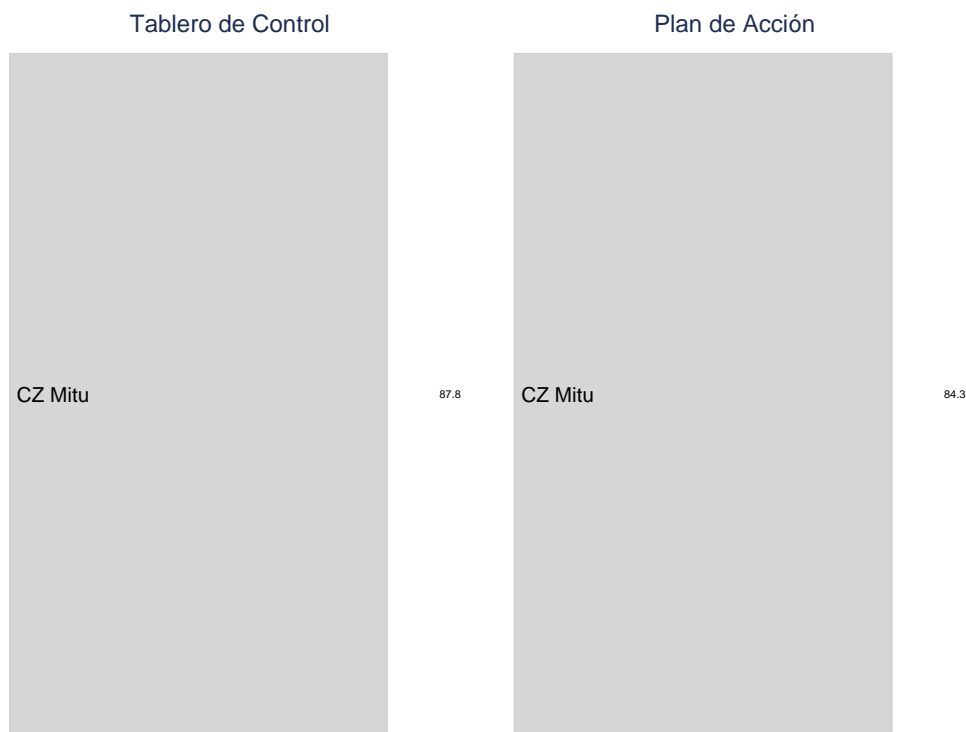 Tablero de Control
Plan de Acción
CZ Mitu
87.8
CZ Mitu
84.3